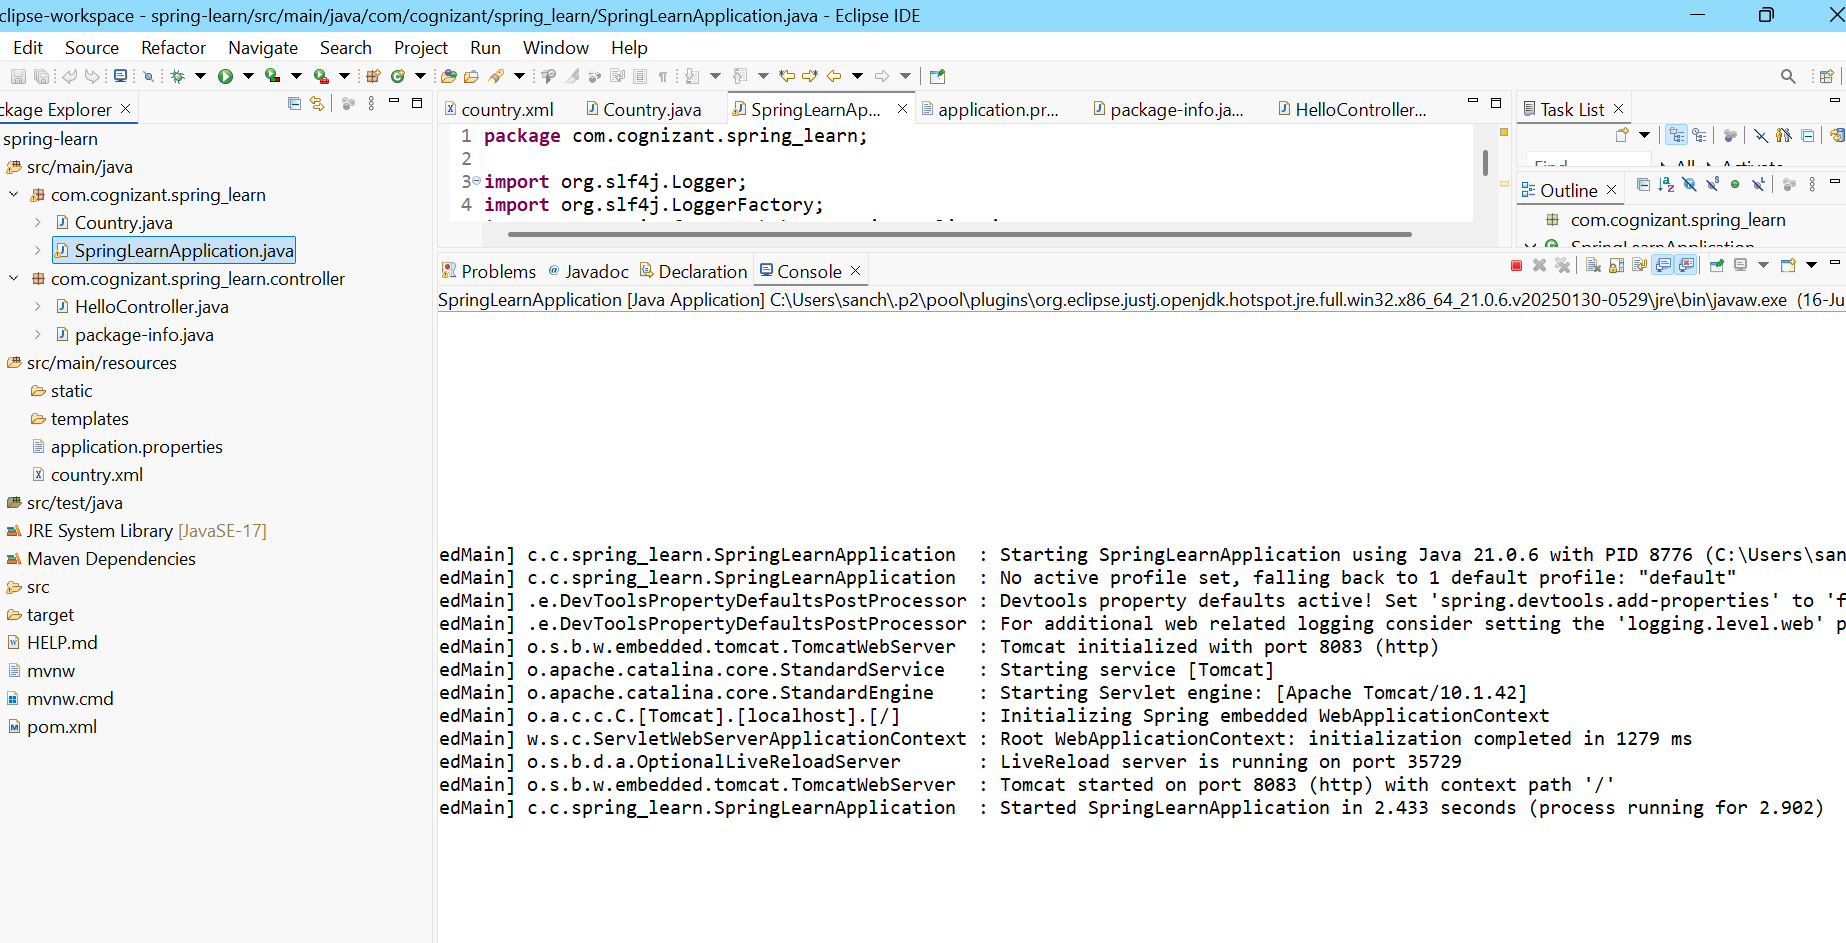 clipse-workspace - spring-learn/src/main/java/com/cognizant/spring_learn/SpringLearnApplication.java - Eclipse IDE
Edit Source Refactor Navigate Search Project Run Window Help
ckage Explorer
spring-learn
src/main/java
com.cognizant.spring_learn
Country.java
SpringLearnApplication.java
com.cognizant.spring_learn.controller
HelloController.java
package-info.java
src/main/resources
static
templates
application.properties
country.xml
src/test/java
JRE System Library [JavaSE-17]
Maven Dependencies
src
target
HELP.md
mvnw
mvnw.cmd
pom.xml
country.xml Country.java SpringLearnAp... application.pr... package-info.ja... HelloController...
1 package com.cognizant.spring_learn;
2
3 import org.slf4j.Logger;
4 import org.slf4j.LoggerFactory;
Task List
Find All Activate...
Outline
com.cognizant.spring_learn
SpringLearnApplication
Problems @ Javadoc Declaration Console
SpringLearnApplication [Java Application] C:\Users\sanch\.p2\pool\plugins\org.eclipse.justj.openjdk.hotspot.jre.full.win32.x86_64_21.0.6.v20250130-0529\jre\bin\javaw.exe (16-Ju
edMain] c.c.spring_learn.SpringLearnApplication : Starting SpringLearnApplication using Java 21.0.6 with PID 8776 (C:\Users\san
edMain] c.c.spring_learn.SpringLearnApplication : No active profile set, falling back to 1 default profile: "default"
edMain] .e.DevToolsPropertyDefaultsPostProcessor : Devtools property defaults active! Set 'spring.devtools.add-properties' to 'f
edMain] .e.DevToolsPropertyDefaultsPostProcessor : For additional web related logging consider setting the 'logging.level.web' p
edMain] o.s.b.w.embedded.tomcat.TomcatWebServer : Tomcat initialized with port 8083 (http)
edMain] o.apache.catalina.core.StandardService : Starting service [Tomcat]
edMain] o.apache.catalina.core.StandardEngine : Starting Servlet engine: [Apache Tomcat/10.1.42]
edMain] o.a.c.c.C.[Tomcat].[localhost].[/] : Initializing Spring embedded WebApplicationContext
edMain] w.s.c.ServletWebServerApplicationContext : Root WebApplicationContext: initialization completed in 1279 ms
edMain] o.s.b.d.a.OptionalLiveReloadServer : LiveReload server is running on port 35729
edMain] o.s.b.w.embedded.tomcat.TomcatWebServer : Tomcat started on port 8083 (http) with context path '/'
edMain] c.c.spring_learn.SpringLearnApplication : Started SpringLearnApplication in 2.433 seconds (process running for 2.902)